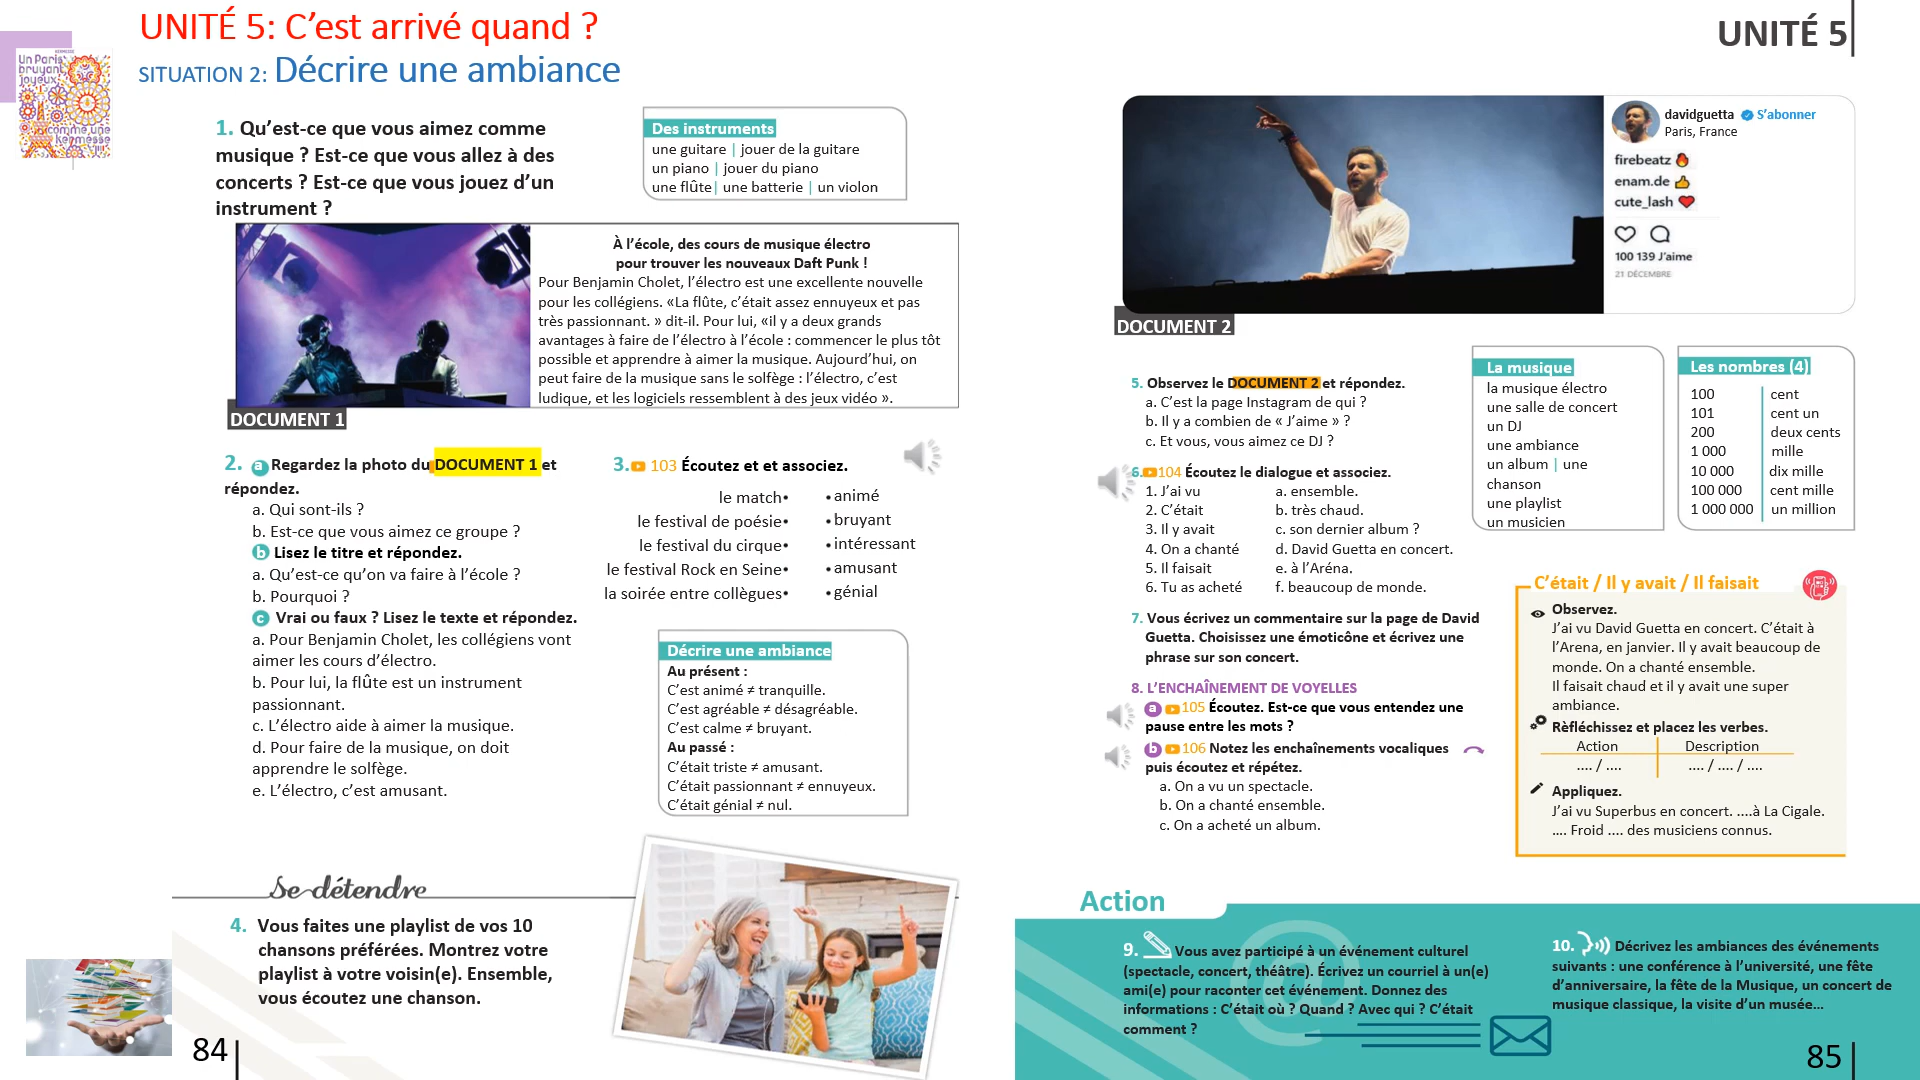 UNITÉ 5: C’est arrivé quand ?
SITUATION 2: Décrire une ambiance
Un Paris
bruyant
joyeux
comme une
kermesse
1. Qu’est-ce que vous aimez comme
musique ? Est-ce que vous allez à des
concerts ? Est-ce que vous jouez d’un
instrument ?
Des instruments
une guitare | jouer de la guitare
un piano | jouer du piano
une flûte| une batterie | un violon
À l’école, des cours de musique électro
pour trouver les nouveaux Daft Punk !
Pour Benjamin Cholet, l’électro est une excellente nouvelle
pour les collégiens. «La flûte, c’était assez ennuyeux et pas
très passionnant. » dit-il. Pour lui, «il y a deux grands
avantages à faire de l’électro à l’école : commencer le plus tôt
possible et apprendre à aimer la musique. Aujourd’hui, on
peut faire de la musique sans le solfège : l’électro, c’est
ludique, et les logiciels ressemblent à des jeux vidéo ».
DOCUMENT 1
2. a Regardez la photo du DOCUMENT 1 et
répondez.
a. Qui sont-ils ?
b. Est-ce que vous aimez ce groupe ?
b Lisez le titre et répondez.
a. Qu’est-ce qu’on va faire à l’école ?
b. Pourquoi ?
c Vrai ou faux ? Lisez le texte et répondez.
a. Pour Benjamin Cholet, les collégiens vont
aimer les cours d’électro.
b. Pour lui, la flûte est un instrument
passionnant.
c. L’électro aide à aimer la musique.
d. Pour faire de la musique, on doit
apprendre le solfège.
e. L’électro, c’est amusant.
3. 103 Écoutez et et associez.
le match• • animé
le festival de poésie• • bruyant
le festival du cirque• • intéressant
le festival Rock en Seine• • amusant
la soirée entre collègues• • génial
Décrire une ambiance
Au présent :
C’est animé ≠ tranquille.
C’est agréable ≠ désagréable.
C’est calme ≠ bruyant.
Au passé :
C’était triste ≠ amusant.
C’était passionnant ≠ ennuyeux.
C’était génial ≠ nul.
Se détendre
4. Vous faites une playlist de vos 10
chansons préférées. Montrez votre
playlist à votre voisin(e). Ensemble,
vous écoutez une chanson.
84
UNITÉ 5
davidguetta S’abonner
Paris, France
firebeatz 🔥
enam.de 👍
cute_lash ❤️
100 139 J’aime
21 DÉCEMBRE
DOCUMENT 2
5. Observez le DOCUMENT 2 et répondez.
a. C’est la page Instagram de qui ?
b. Il y a combien de « J’aime » ?
c. Et vous, vous aimez ce DJ ?
6. 104 Écoutez le dialogue et associez.
1. J’ai vu a. ensemble.
2. C’était b. très chaud.
3. Il y avait c. son dernier album ?
4. On a chanté d. David Guetta en concert.
5. Il faisait e. à l’Aréna.
6. Tu as acheté f. beaucoup de monde.
7. Vous écrivez un commentaire sur la page de David
Guetta. Choisissez une émoticône et écrivez une
phrase sur son concert.
8. L’ENCHAÎNEMENT DE VOYELLES
a 105 Écoutez. Est-ce que vous entendez une
pause entre les mots ?
b 106 Notez les enchaînements vocaliques
puis écoutez et répétez.
a. On a vu un spectacle.
b. On a chanté ensemble.
c. On a acheté un album.
La musique
la musique électro
une salle de concert
un DJ
une ambiance
un album | une
chanson
une playlist
un musicien
Les nombres (4)
100 cent
101 cent un
200 deux cents
1 000 mille
10 000 dix mille
100 000 cent mille
1 000 000 un million
C’était / Il y avait / Il faisait
Observez.
J’ai vu David Guetta en concert. C’était à
l’Arena, en janvier. Il y avait beaucoup de
monde. On a chanté ensemble.
Il faisait chaud et il y avait une super
ambiance.
Rèfléchissez et placez les verbes.
Action Description
.... / .... .... / .... / ....
Appliquez.
J’ai vu Superbus en concert. ....à La Cigale.
.... Froid .... des musiciens connus.
Action
9. Vous avez participé à un événement culturel
(spectacle, concert, théâtre). Écrivez un courriel à un(e)
ami(e) pour raconter cet événement. Donnez des
informations : C’était où ? Quand ? Avec qui ? C’était
comment ?
10. Décrivez les ambiances des événements
suivants : une conférence à l’université, une fête
d’anniversaire, la fête de la Musique, un concert de
musique classique, la visite d’un musée...
85